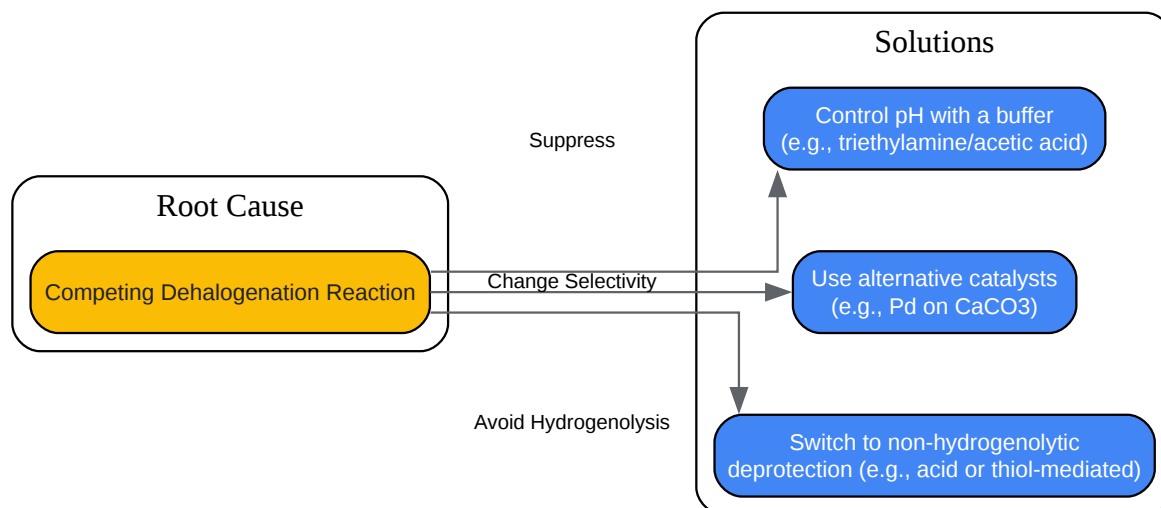 Solutions
Control pH with a buffer
(e.g., triethylamine/acetic acid)
Suppress
Root Cause
Competing Dehalogenation Reaction
Change Selectivity
Use alternative catalysts
(e.g., Pd on CaCO3)
Avoid Hydrogenolysis
Switch to non-hydrogenolytic
deprotection (e.g., acid or thiol-mediated)